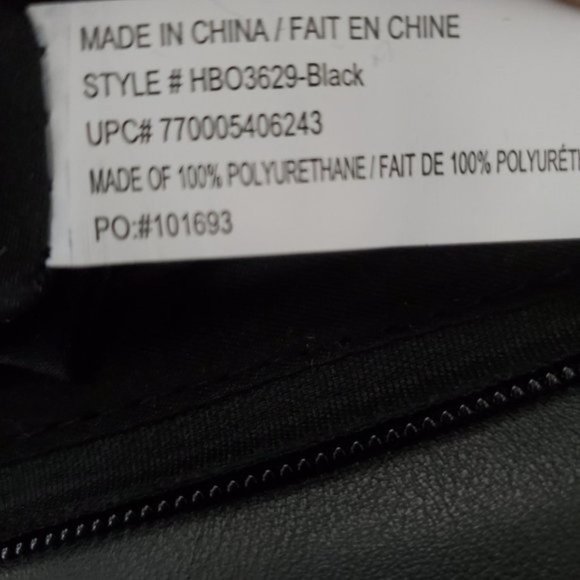 MADE IN CHINA / FAIT EN CHINE
STYLE # HBO3629-Black
UPC# 770005406243
MADE OF 100% POLYURETHANE / FAIT DE 100% POLYURÉT
PO:#101693